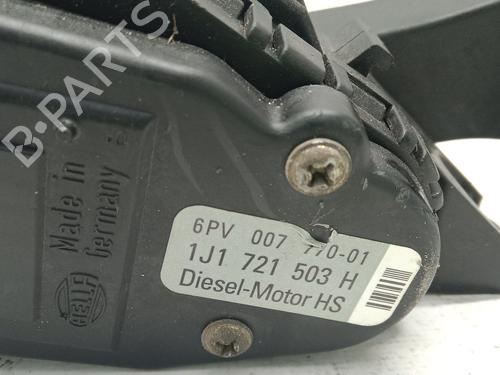 B-PARTS
Made in
Germany
HELLA
6PV 007 770-01
1J1 721 503 H
Diesel-Motor HS